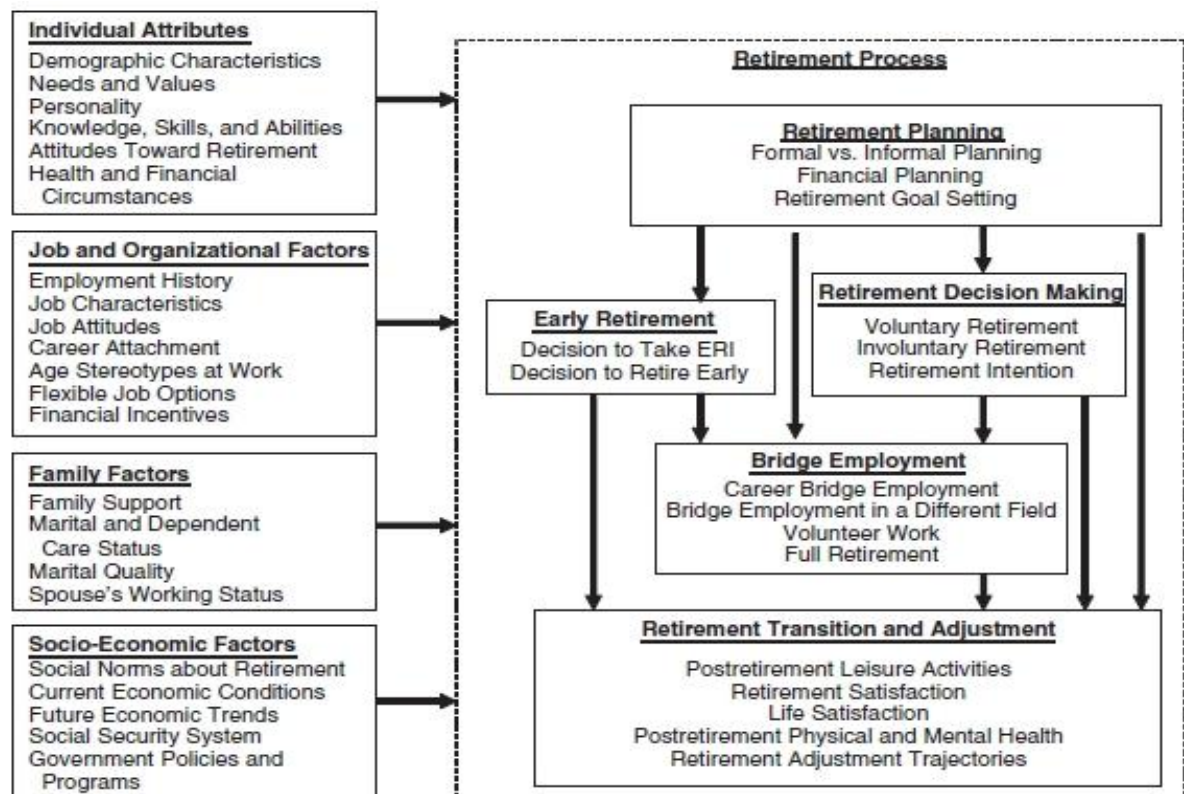 Individual Attributes
Demographic Characteristics
Needs and Values
Personality
Knowledge, Skills, and Abilities
Attitudes Toward Retirement
Health and Financial
Circumstances
Job and Organizational Factors
Employment History
Job Characteristics
Job Attitudes
Career Attachment
Age Stereotypes at Work
Flexible Job Options
Financial Incentives
Family Factors
Family Support
Marital and Dependent
Care Status
Marital Quality
Spouse's Working Status
Socio-Economic Factors
Social Norms about Retirement
Current Economic Conditions
Future Economic Trends
Social Security System
Government Policies and
Programs
Retirement Process
Retirement Planning
Formal vs. Informal Planning
Financial Planning
Retirement Goal Setting
Early Retirement
Decision to Take ERI
Decision to Retire Early
Retirement Decision Making
Voluntary Retirement
Involuntary Retirement
Retirement Intention
Bridge Employment
Career Bridge Employment
Bridge Employment in a Different Field
Volunteer Work
Full Retirement
Retirement Transition and Adjustment
Postretirement Leisure Activities
Retirement Satisfaction
Life Satisfaction
Postretirement Physical and Mental Health
Retirement Adjustment Trajectories